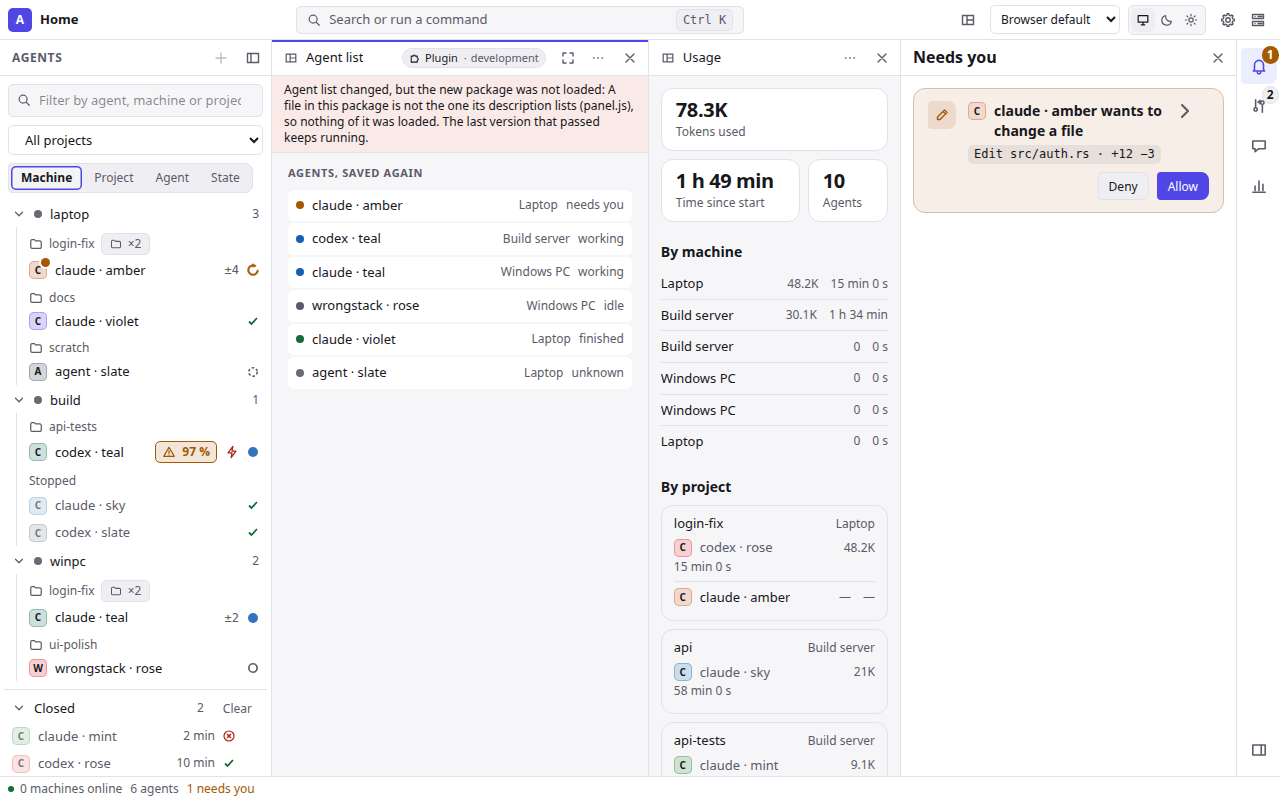 A Home
Search or run a command Ctrl K
Browser default
AGENTS
Filter by agent, machine or projec
All projects
Machine Project Agent State
laptop 3
login-fix ×2
C claude · amber ±4
docs
C claude · violet
scratch
A agent · slate
build 1
api-tests
C codex · teal 97 %
Stopped
C claude · sky
C codex · slate
winpc 2
login-fix ×2
C claude · teal ±2
ui-polish
W wrongstack · rose
Closed 2 Clear
C claude · mint 2 min
C codex · rose 10 min
Agent list Plugin · development
Agent list changed, but the new package was not loaded: A
file in this package is not the one its description lists (panel.js),
so nothing of it was loaded. The last version that passed
keeps running.
AGENTS, SAVED AGAIN
claude · amber Laptop needs you
codex · teal Build server working
claude · teal Windows PC working
wrongstack · rose Windows PC idle
claude · violet Laptop finished
agent · slate Laptop unknown
Usage
78.3K
Tokens used
1 h 49 min
Time since start
10
Agents
By machine
Laptop 48.2K 15 min 0 s
Build server 30.1K 1 h 34 min
Build server 0 0 s
Windows PC 0 0 s
Windows PC 0 0 s
Laptop 0 0 s
By project
login-fix Laptop
C codex · rose 48.2K
15 min 0 s
C claude · amber — —
api Build server
C claude · sky 21K
58 min 0 s
api-tests Build server
C claude · mint 9.1K
Needs you
C claude · amber wants to
change a file
Edit src/auth.rs · +12 −3
Deny Allow
1
2
0 machines online 6 agents 1 needs you